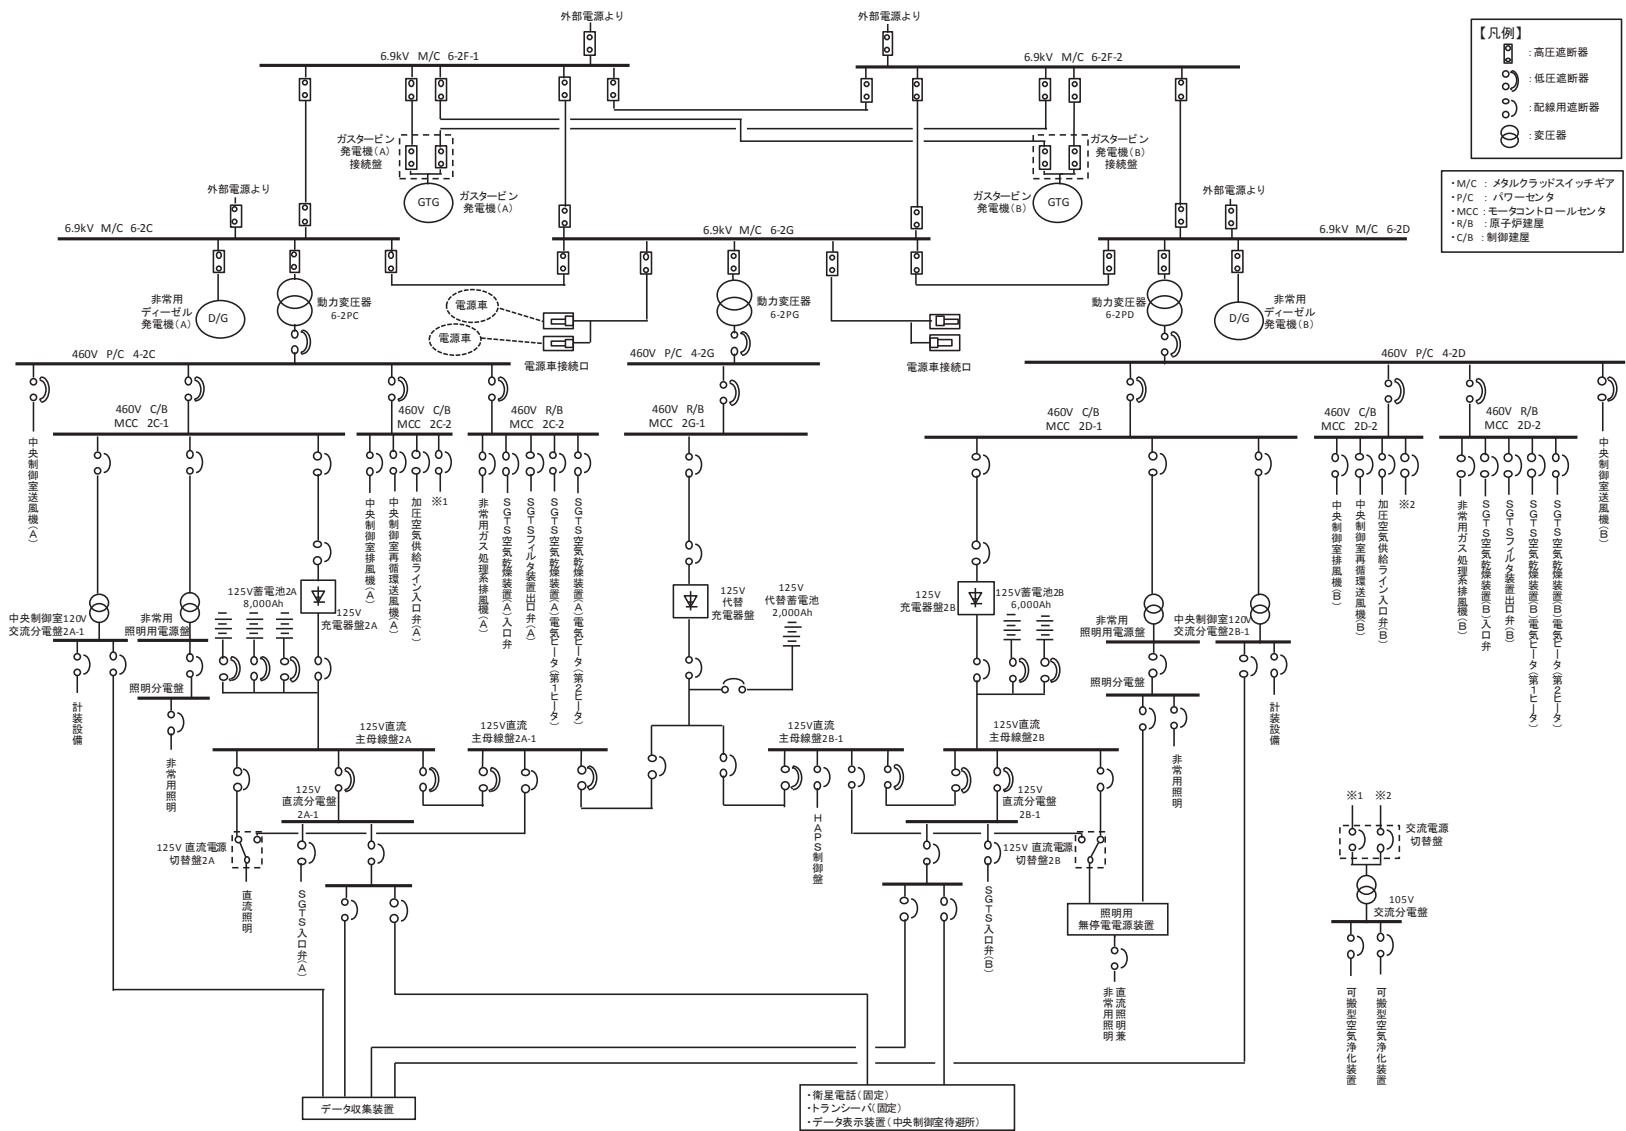 外部電源より
外部電源より
6.9kV M/C 6-2F-1
6.9kV M/C 6-2F-2
【凡例】
:高圧遮断器
:低圧遮断器
:配線用遮断器
:変圧器
・M/C : メタルクラッドスイッチギア
・P/C : パワーセンタ
・MCC : モータコントロールセンタ
・R/B : 原子炉建屋
・C/B : 制御建屋
ガスタービン
発電機(A)
接続盤
ガスタービン
発電機(B)
接続盤
GTG
ガスタービン
発電機(A)
ガスタービン
発電機(B)
GTG
外部電源より
外部電源より
6.9kV M/C 6-2C
6.9kV M/C 6-2G
6.9kV M/C 6-2D
非常用
ディーゼル
発電機(A)
D/G
動力変圧器
6-2PC
電源車
電源車
動力変圧器
6-2PG
動力変圧器
6-2PD
D/G
非常用
ディーゼル
発電機(B)
460V P/C 4-2C
電源車接続口
460V P/C 4-2G
電源車接続口
460V P/C 4-2D
460V C/B
MCC 2C-1
460V C/B
MCC 2C-2
460V R/B
MCC 2C-2
460V R/B
MCC 2G-1
460V C/B
MCC 2D-1
460V C/B
MCC 2D-2
460V R/B
MCC 2D-2
中央制御室送風機(A)
中央制御室排風機(A)
中央制御室再循環送風機(A)
加圧空気供給ライン入口弁(A)
※1
非常用ガス処理系排風機(A)
SGTS空気乾燥装置(A)入口弁
SGTSフィルタ装置出口弁(A)
SGTS空気乾燥装置(A)電気ヒータ(第1ヒータ)
SGTS空気乾燥装置(A)電気ヒータ(第2ヒータ)
中央制御室排風機(B)
中央制御室再循環送風機(B)
加圧空気供給ライン入口弁(B)
※2
非常用ガス処理系排風機(B)
SGTS空気乾燥装置(B)入口弁
SGTSフィルタ装置出口弁(B)
SGTS空気乾燥装置(B)電気ヒータ(第1ヒータ)
SGTS空気乾燥装置(B)電気ヒータ(第2ヒータ)
中央制御室送風機(B)
中央制御室120V
交流分電盤2A-1
非常用
照明用電源盤
125V蓄電池2A
8,000Ah
125V
充電器盤2A
125V
代替
充電器盤
125V
代替蓄電池
2,000Ah
125V
充電器盤2B
125V蓄電池2B
6,000Ah
非常用
照明用電源盤
中央制御室120V
交流分電盤2B-1
計装設備
照明分電盤
非常用照明
照明分電盤
非常用照明
計装設備
125V直流
主母線盤2A
125V直流
主母線盤2A-1
125V直流
主母線盤2B-1
125V直流
主母線盤2B
125V
直流分電盤
2A-1
125V
直流分電盤
2B-1
125V 直流電源
切替盤2A
直流照明
SGTS入口弁(A)
HAPS制御盤
SGTS入口弁(B)
125V 直流電源
切替盤2B
照明用
無停電電源装置
直流照明兼
非常用照明
※1 ※2
交流電源
切替盤
105V
交流分電盤
可搬型空気浄化装置
可搬型空気浄化装置
データ収集装置
・衛星電話(固定)
・トランシーバ(固定)
・データ表示装置(中央制御室待避所)